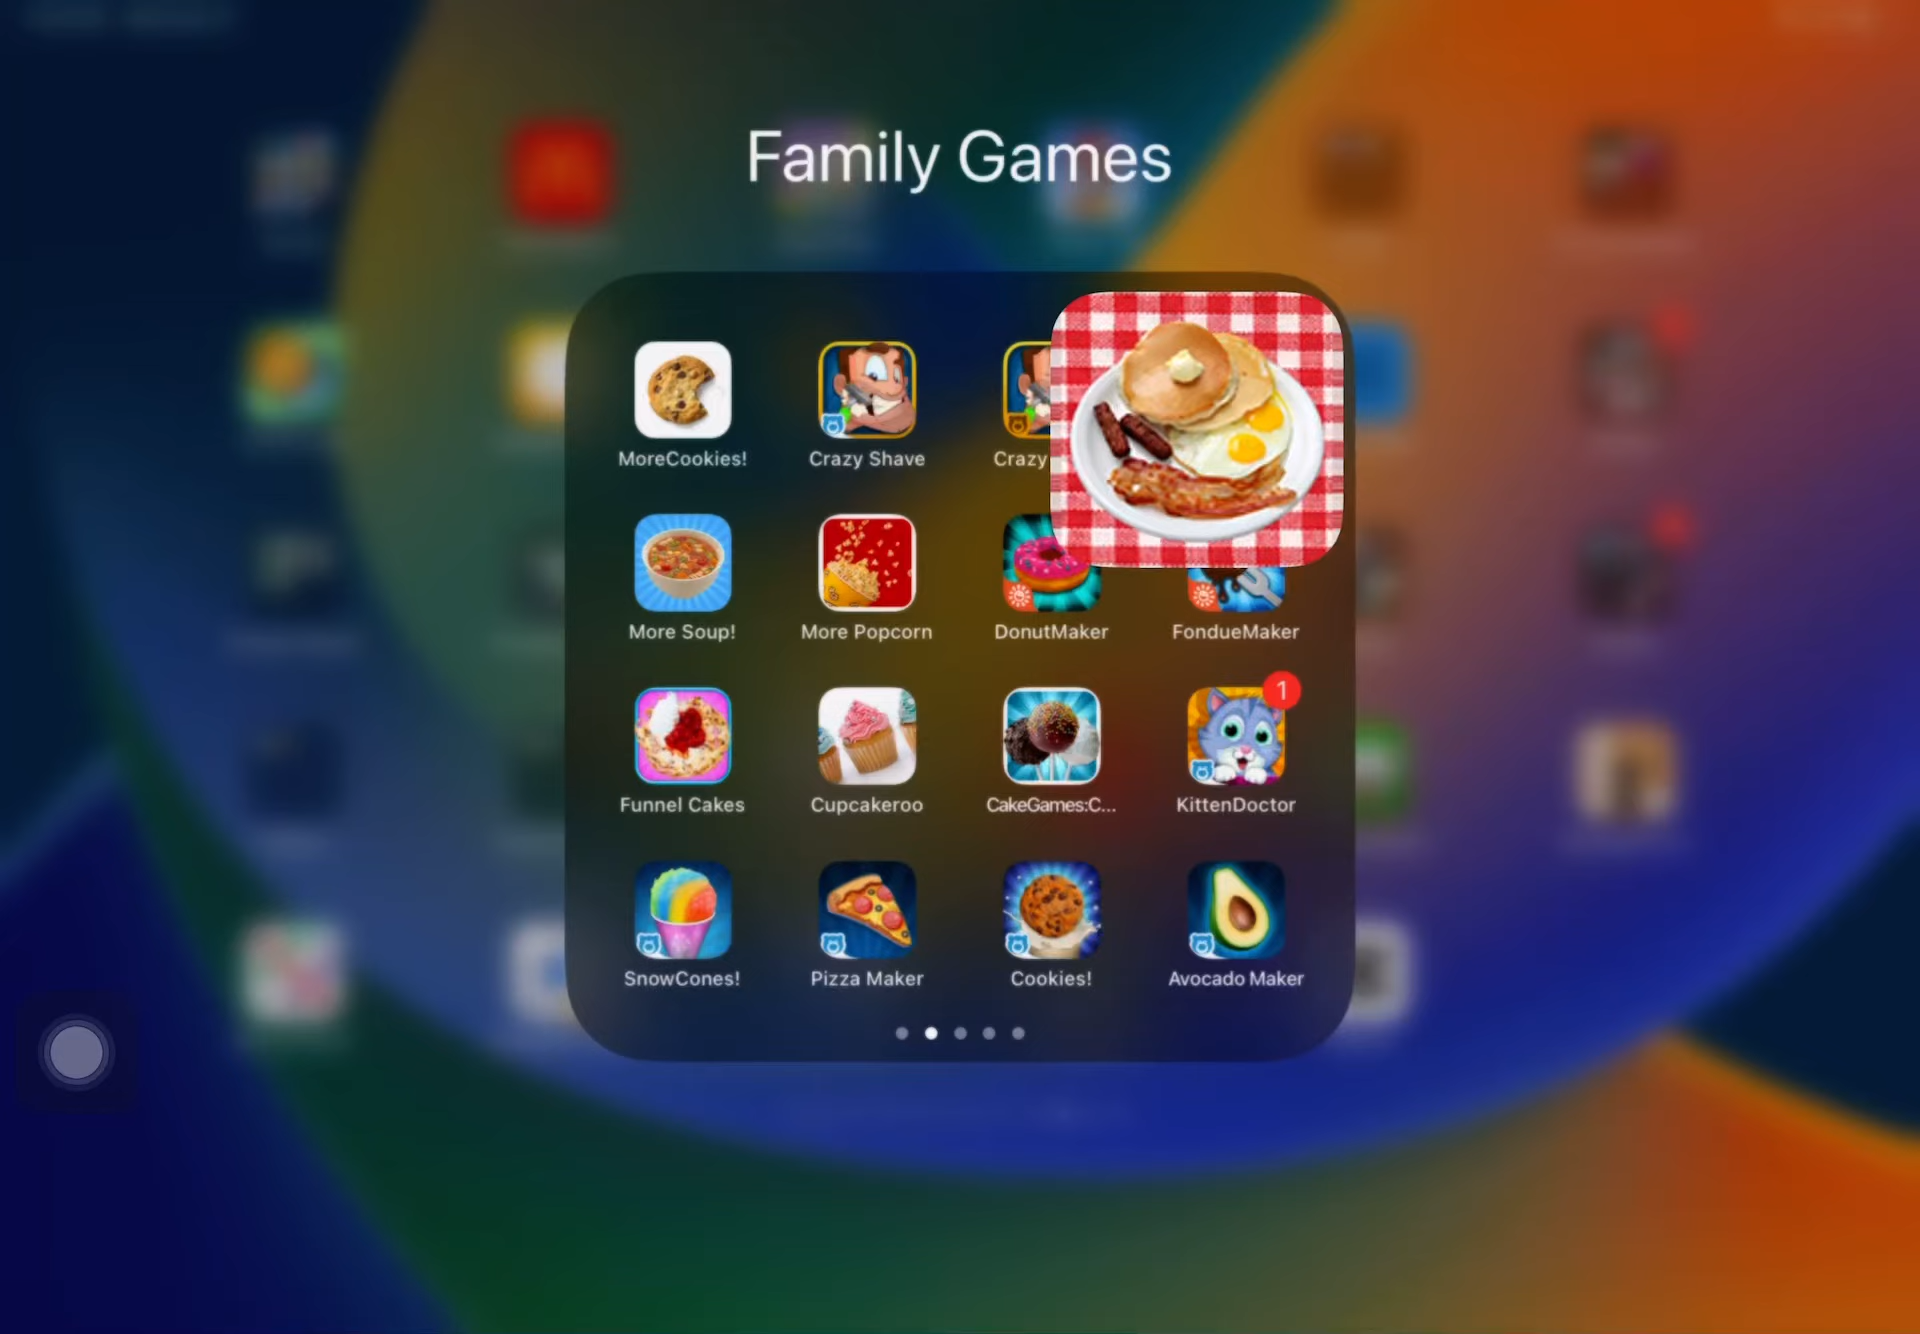 Family Games
MoreCookies!
Crazy Shave
Crazy
More Soup!
More Popcorn
DonutMaker
FondueMaker
Funnel Cakes
Cupcakeroo
CakeGames:C...
KittenDoctor
1
SnowCones!
Pizza Maker
Cookies!
Avocado Maker